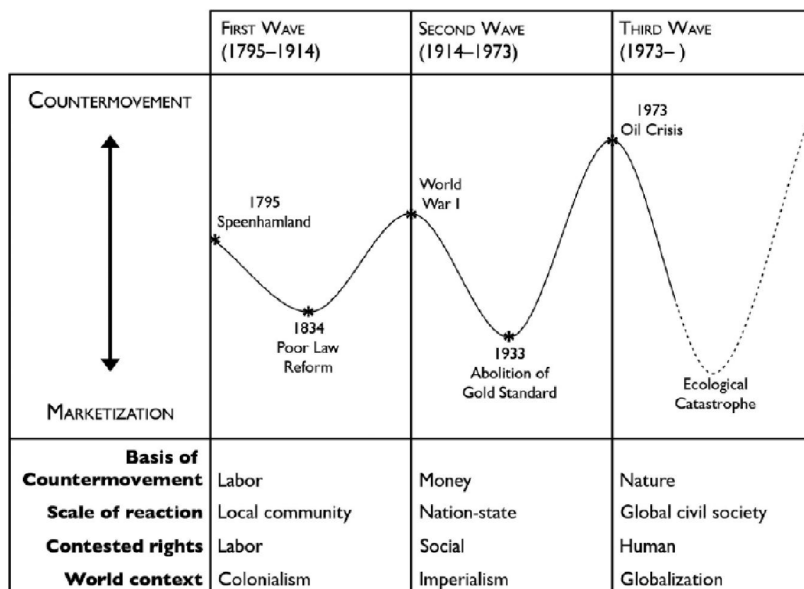 FIRST WAVE
(1795–1914)
SECOND WAVE
(1914–1973)
THIRD WAVE
(1973– )
COUNTERMOVEMENT
MARKETIZATION
1795
Speenhamland
1834
Poor Law
Reform
World
War I
1933
Abolition of
Gold Standard
1973
Oil Crisis
Ecological
Catastrophe
Basis of
Countermovement Labor Money Nature
Scale of reaction Local community Nation-state Global civil society
Contested rights Labor Social Human
World context Colonialism Imperialism Globalization